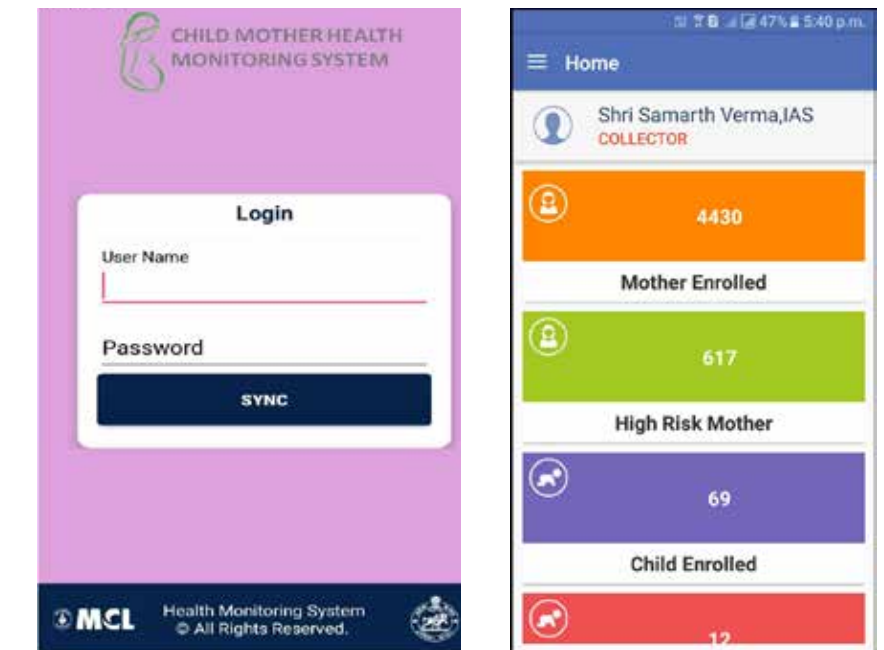 CHILD MOTHER HEALTH
MONITORING SYSTEM
Login
User Name
Password
SYNC
MCL
Health Monitoring System
© All Rights Reserved.
47% 5:40 p.m.
Home
Shri Samarth Verma,IAS
COLLECTOR
4430
Mother Enrolled
617
High Risk Mother
69
Child Enrolled
12